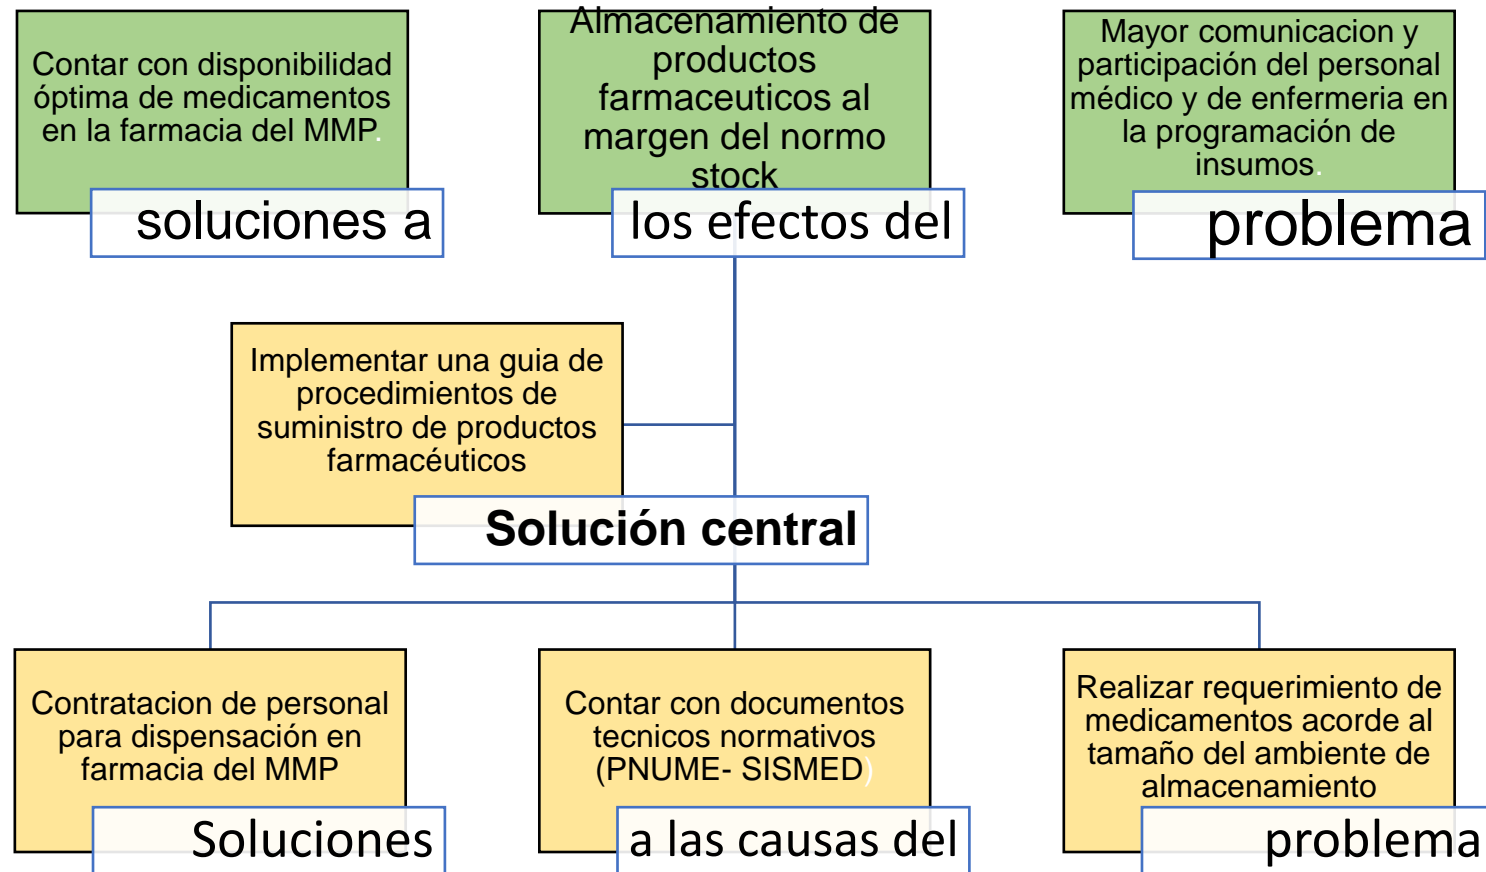 Contar con disponibilidad
óptima de medicamentos
en la farmacia del MMP.
soluciones a
Almacenamiento de
productos
farmaceuticos al
margen del normo
stock
los efectos del
Mayor comunicacion y
participación del personal
médico y de enfermeria en
la programación de
insumos.
problema
Implementar una guia de
procedimientos de
suministro de productos
farmacéuticos
Solución central
Contratacion de personal
para dispensación en
farmacia del MMP
Soluciones
Contar con documentos
tecnicos normativos
(PNUME- SISMED)
a las causas del
Realizar requerimiento de
medicamentos acorde al
tamaño del ambiente de
almacenamiento
problema